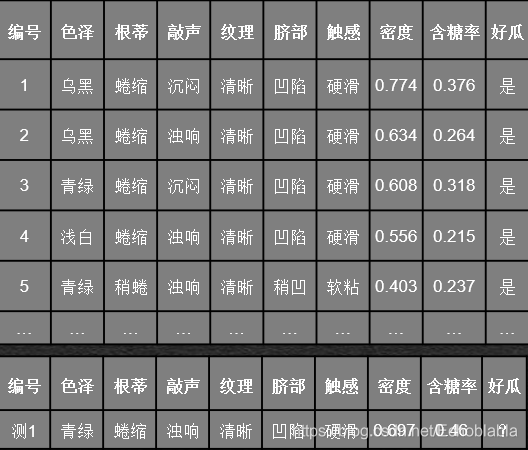 编号 色泽 根蒂 敲声 纹理 脐部 触感 密度 含糖率 好瓜
1 乌黑 蜷缩 沉闷 清晰 凹陷 硬滑 0.774 0.376 是
2 乌黑 蜷缩 浊响 清晰 凹陷 硬滑 0.634 0.264 是
3 青绿 蜷缩 沉闷 清晰 凹陷 硬滑 0.608 0.318 是
4 浅白 蜷缩 浊响 清晰 凹陷 硬滑 0.556 0.215 是
5 青绿 稍蜷 浊响 清晰 稍凹 软粘 0.403 0.237 是
... ... ... ... ... ... ... ... ... ...
编号 色泽 根蒂 敲声 纹理 脐部 触感 密度 含糖率 好瓜
测1 青绿 蜷缩 浊响 清晰 凹陷 硬滑 0.697 0.46 ?